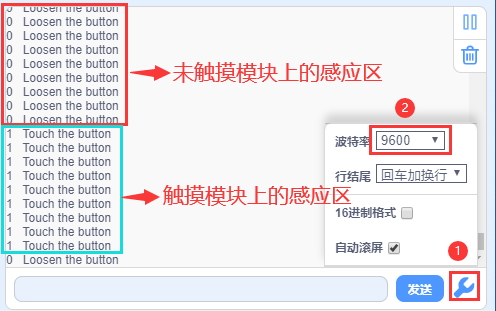 0 Loosen the button
0 Loosen the button
0 Loosen the button
0 Loosen the button
0 Loosen the button
0 Loosen the button
0 Loosen the button
0 Loosen the button
0 Loosen the button
未触摸模块上的感应区
1 Touch the button
1 Touch the button
1 Touch the button
1 Touch the button
1 Touch the button
1 Touch the button
1 Touch the button
1 Touch the button
1 Touch the button
触摸模块上的感应区
0 Loosen the button
2
波特率 9600
行结尾 回车加换行
16进制格式
自动滚屏
1
发送